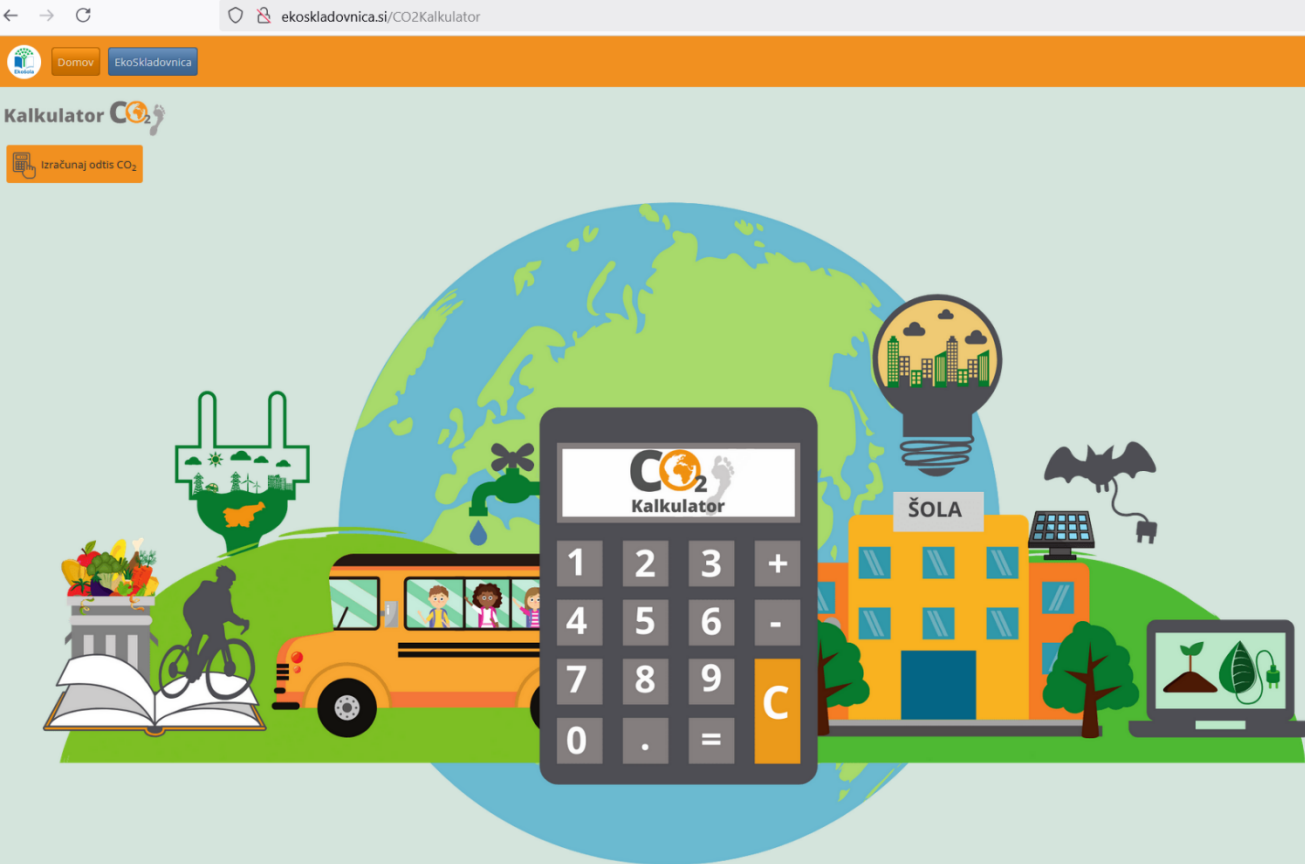 ekoskladovnica.si/CO2Kalkulator
Ekošola
Domov
EkoSkladovnica
Kalkulator CO₂
Izračunaj odtis CO₂
CO₂
Kalkulator
ŠOLA
1 2 3 +
4 5 6 -
7 8 9 C
0 . =